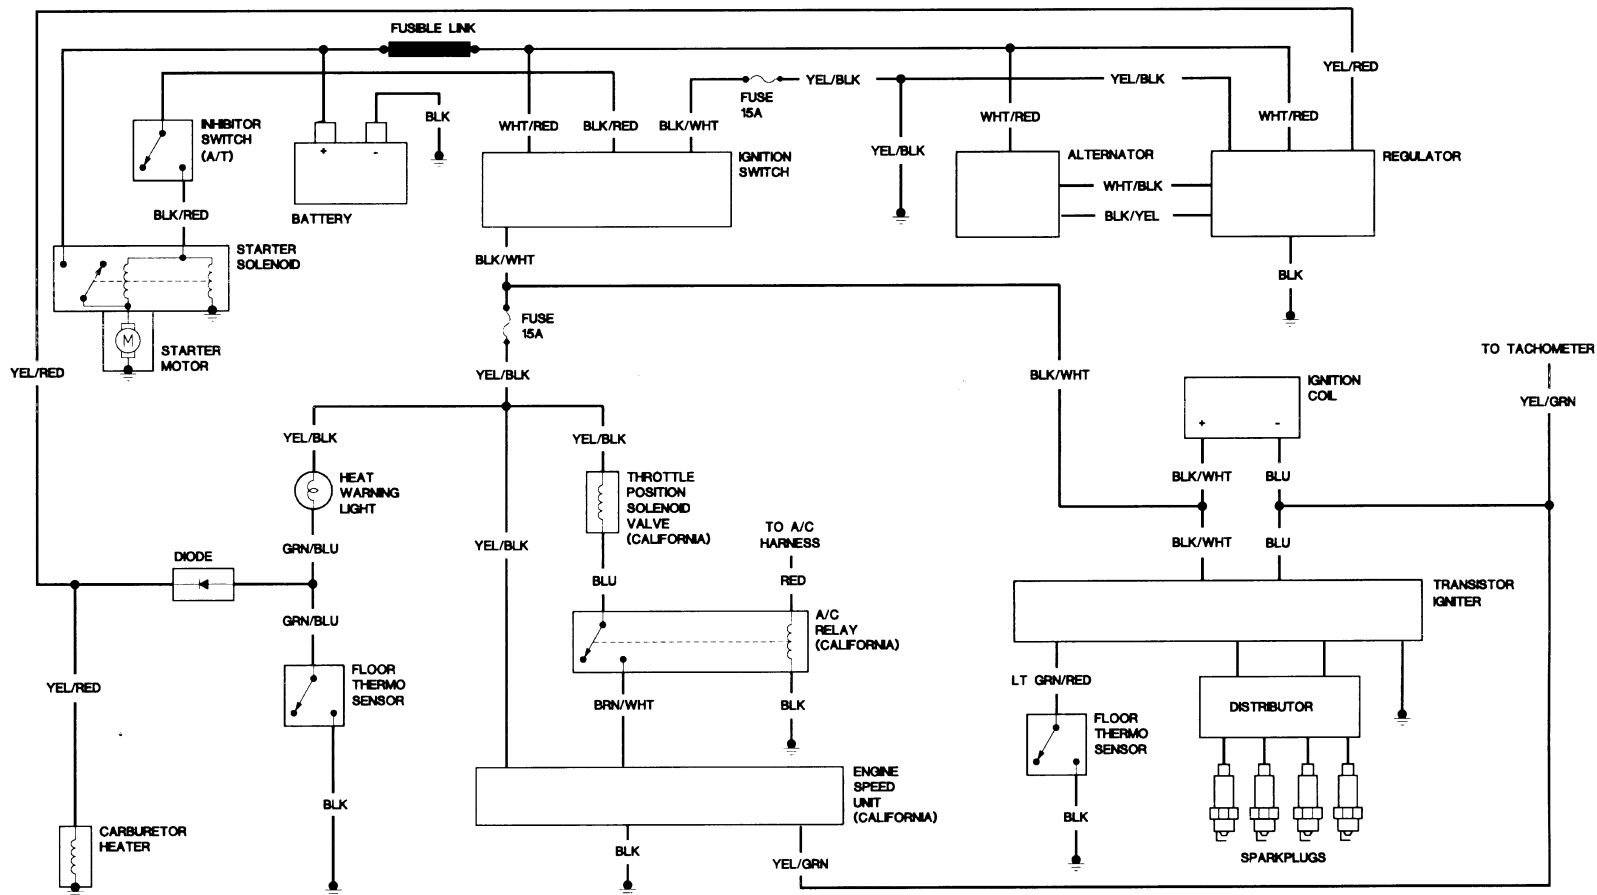 FUSIBLE LINK
YEL/RED
YEL/BLK
YEL/BLK
FUSE
15A
INHIBITOR
SWITCH
(A/T)
BLK
WHT/RED
BLK/RED
BLK/WHT
WHT/RED
WHT/RED
YEL/BLK
IGNITION
SWITCH
ALTERNATOR
REGULATOR
+
-
BATTERY
WHT/BLK
BLK/YEL
BLK/RED
STARTER
SOLENOID
BLK/WHT
BLK
FUSE
15A
M
STARTER
MOTOR
YEL/RED
YEL/BLK
BLK/WHT
TO TACHOMETER
YEL/GRN
IGNITION
COIL
+
-
YEL/BLK
YEL/BLK
HEAT
WARNING
LIGHT
THROTTLE
POSITION
SOLENOID
VALVE
(CALIFORNIA)
BLK/WHT
BLU
TO A/C
HARNESS
GRN/BLU
YEL/BLK
BLK/WHT
BLU
DIODE
BLU
RED
TRANSISTOR
IGNITER
GRN/BLU
A/C
RELAY
(CALIFORNIA)
FLOOR
THERMO
SENSOR
YEL/RED
BRN/WHT
BLK
LT GRN/RED
DISTRIBUTOR
FLOOR
THERMO
SENSOR
ENGINE
SPEED
UNIT
(CALIFORNIA)
BLK
BLK
CARBURETOR
HEATER
BLK
YEL/GRN
SPARKPLUGS